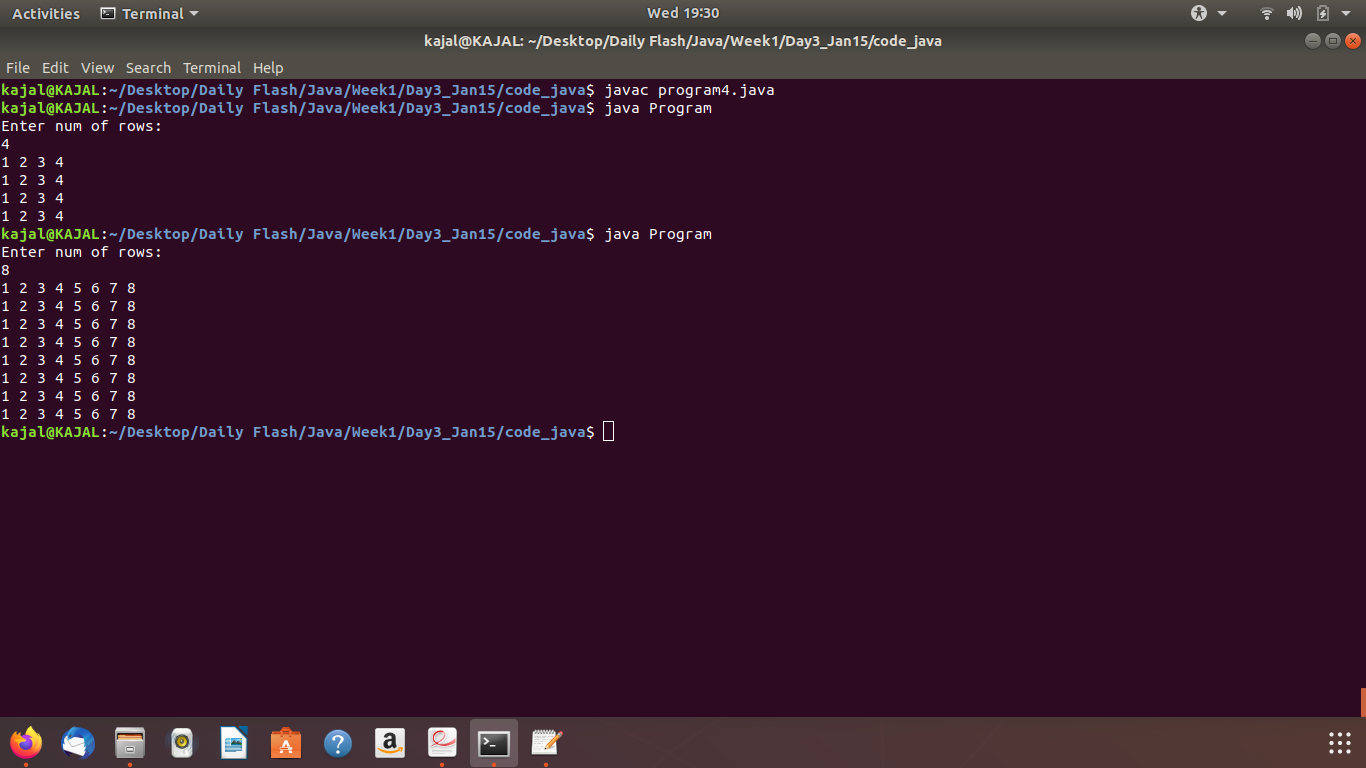 Activities Terminal Wed 19:30
kajal@KAJAL: ~/Desktop/Daily Flash/Java/Week1/Day3_Jan15/code_java
File Edit View Search Terminal Help
kajal@KAJAL:~/Desktop/Daily Flash/Java/Week1/Day3_Jan15/code_java$ javac program4.java
kajal@KAJAL:~/Desktop/Daily Flash/Java/Week1/Day3_Jan15/code_java$ java Program
Enter num of rows:
4
1 2 3 4
1 2 3 4
1 2 3 4
1 2 3 4
kajal@KAJAL:~/Desktop/Daily Flash/Java/Week1/Day3_Jan15/code_java$ java Program
Enter num of rows:
8
1 2 3 4 5 6 7 8
1 2 3 4 5 6 7 8
1 2 3 4 5 6 7 8
1 2 3 4 5 6 7 8
1 2 3 4 5 6 7 8
1 2 3 4 5 6 7 8
1 2 3 4 5 6 7 8
1 2 3 4 5 6 7 8
kajal@KAJAL:~/Desktop/Daily Flash/Java/Week1/Day3_Jan15/code_java$